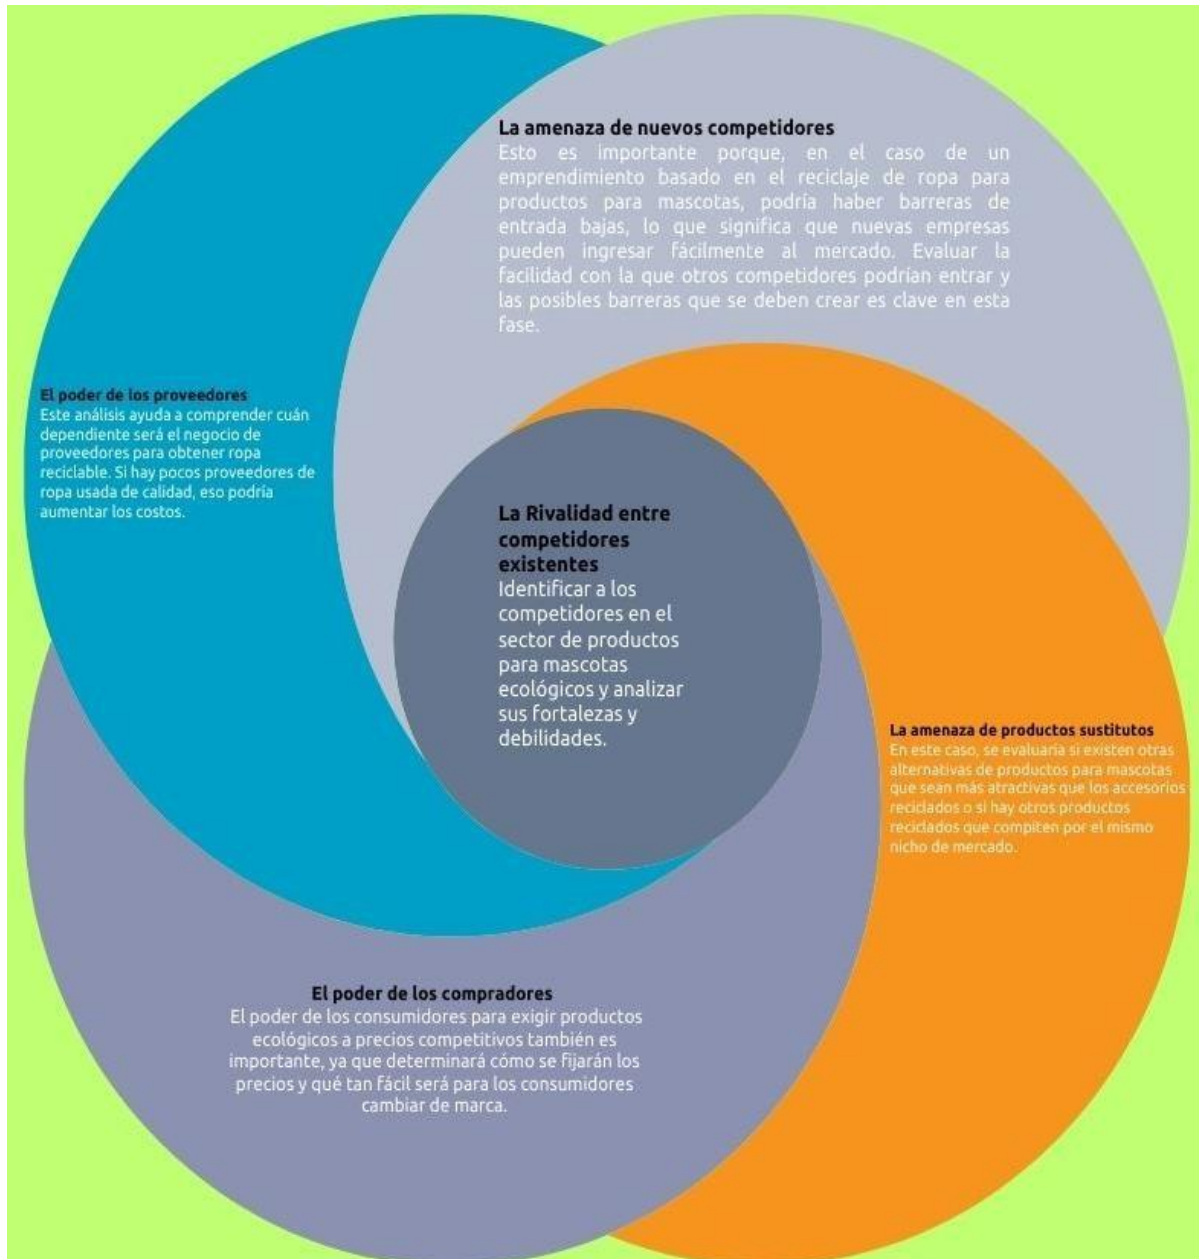 La amenaza de nuevos competidores
Esto es importante porque, en el caso de un
emprendimiento basado en el reciclaje de ropa para
productos para mascotas, podría haber barreras de
entrada bajas, lo que significa que nuevas empresas
pueden ingresar fácilmente al mercado. Evaluar la
facilidad con la que otros competidores podrían entrar y
las posibles barreras que se deben crear es clave en esta
fase.
El poder de los proveedores
Este análisis ayuda a comprender cuán
dependiente será el negocio de
proveedores para obtener ropa
reciclable. Si hay pocos proveedores de
ropa usada de calidad, eso podría
aumentar los costos.
La Rivalidad entre
competidores
existentes
Identificar a los
competidores en el
sector de productos
para mascotas
ecológicos y analizar
sus fortalezas y
debilidades.
La amenaza de productos sustitutos
En este caso, se evaluaría si existen otras
alternativas de productos para mascotas
que sean más atractivas que los accesorios
reciclados o si hay otros productos
reciclados que compiten por el mismo
nicho de mercado.
El poder de los compradores
El poder de los consumidores para exigir productos
ecológicos a precios competitivos también es
importante, ya que determinará cómo se fijarán los
precios y qué tan fácil será para los consumidores
cambiar de marca.